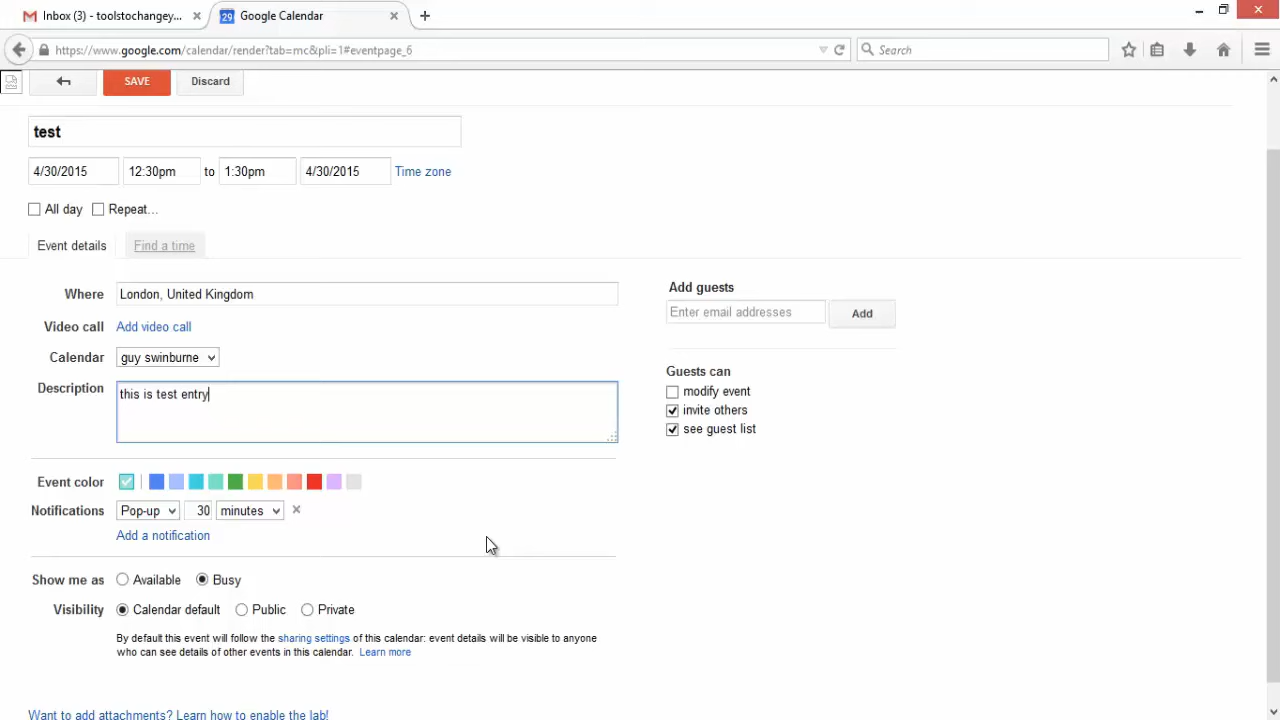 Inbox (3) - toolstochangey...
29 Google Calendar
https://www.google.com/calendar/render?tab=mc&pli=1#eventpage_6
Search
SAVE
Discard
test
4/30/2015 12:30pm to 1:30pm 4/30/2015 Time zone
All day Repeat...
Event details Find a time
Where London, United Kingdom
Video call Add video call
Calendar guy swinburne
Description this is test entry
Event color
Notifications Pop-up 30 minutes
Add a notification
Show me as Available Busy
Visibility Calendar default Public Private
By default this event will follow the sharing settings of this calendar: event details will be visible to anyone
who can see details of other events in this calendar. Learn more
Want to add attachments? Learn how to enable the lab!
Add guests
Enter email addresses Add
Guests can
modify event
invite others
see guest list